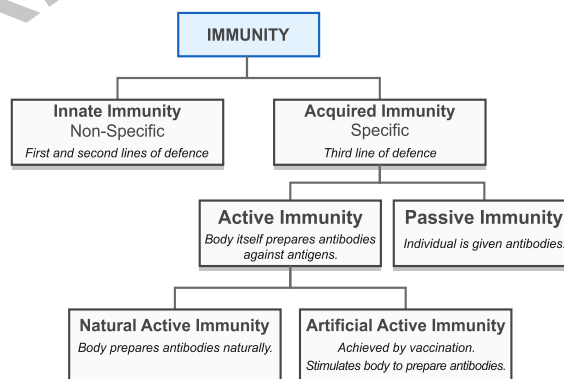 IMMUNITY
Innate Immunity
Non-Specific
First and second lines of defence
Acquired Immunity
Specific
Third line of defence
Active Immunity
Body itself prepares antibodies
against antigens.
Passive Immunity
Individual is given antibodies.
Natural Active Immunity
Body prepares antibodies naturally.
Artificial Active Immunity
Achieved by vaccination.
Stimulates body to prepare antibodies.